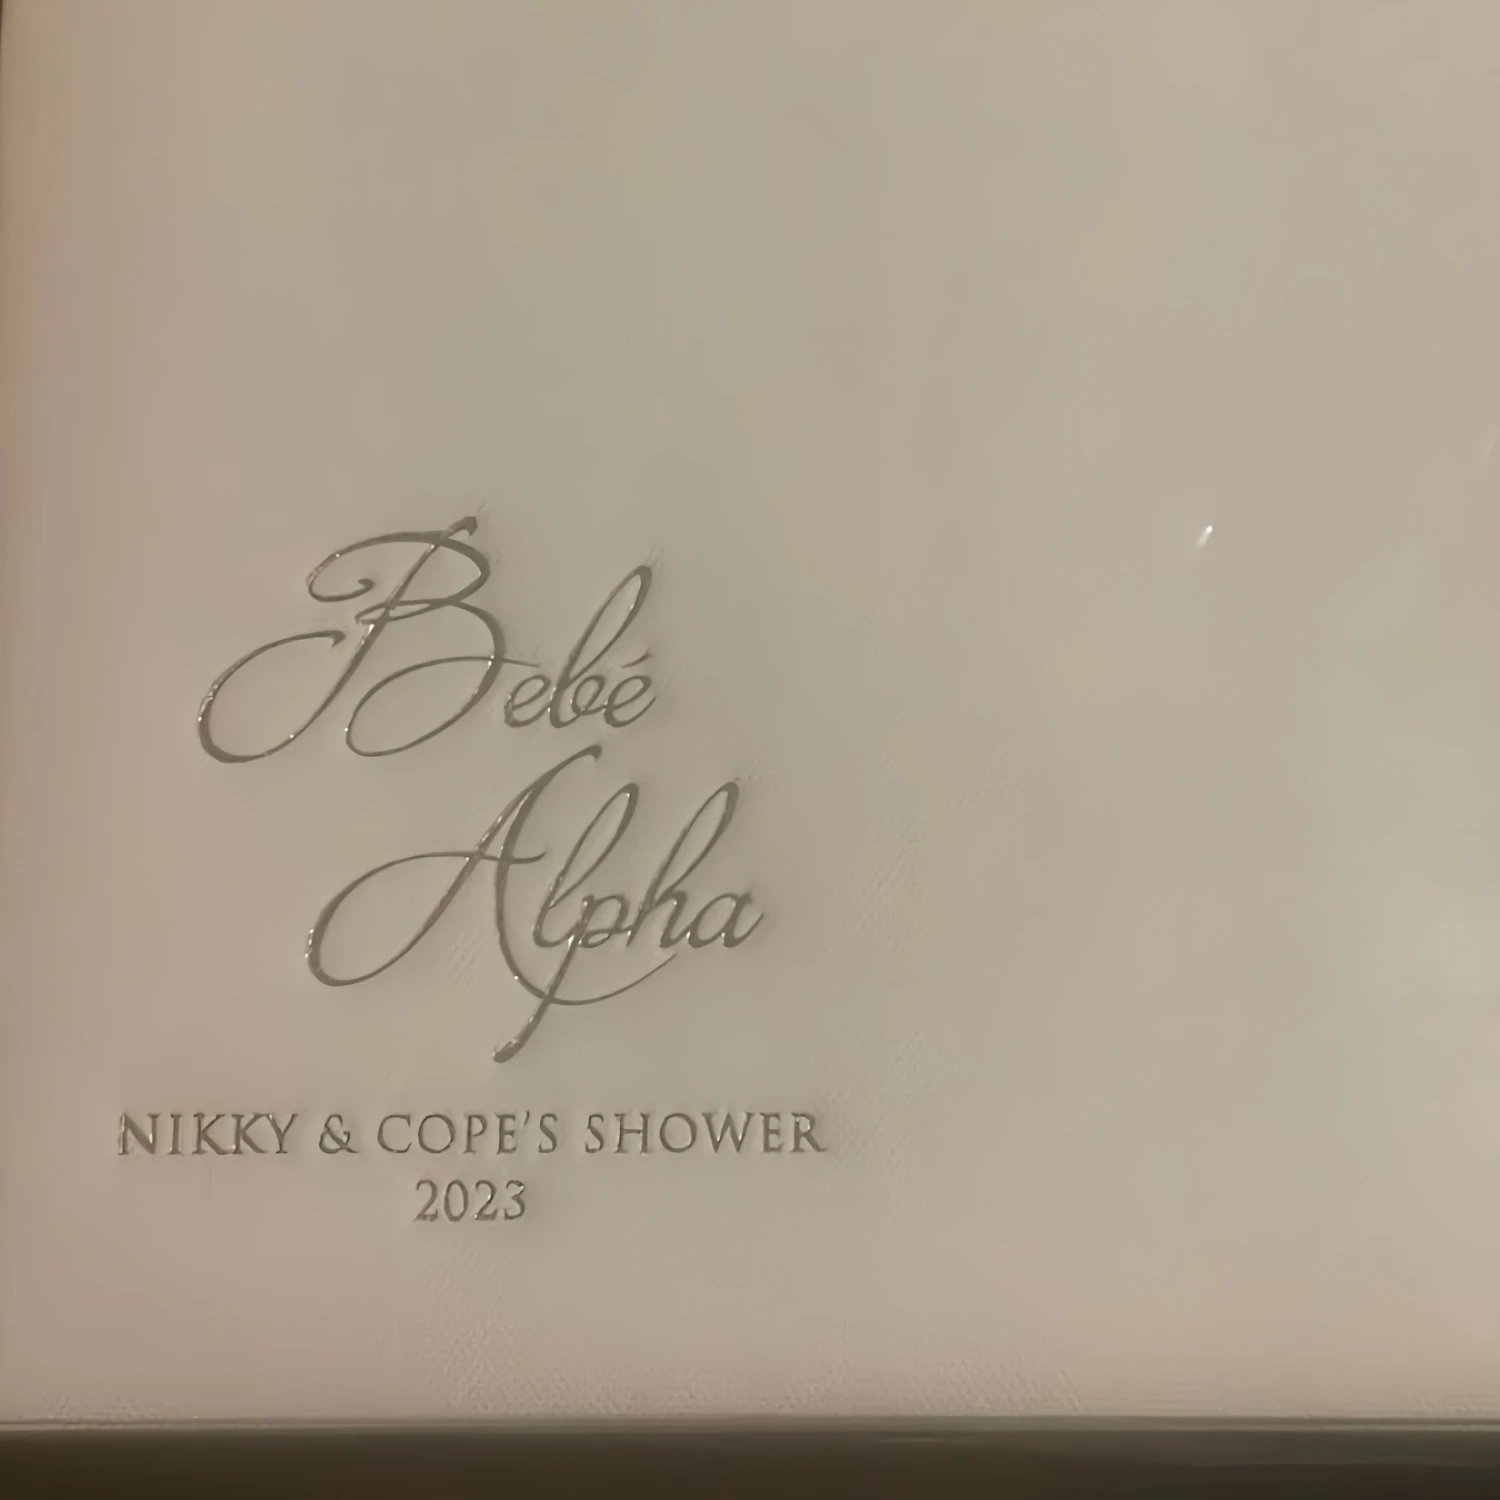 Bebé
Alpha
NIKKY & COPE'S SHOWER
2023